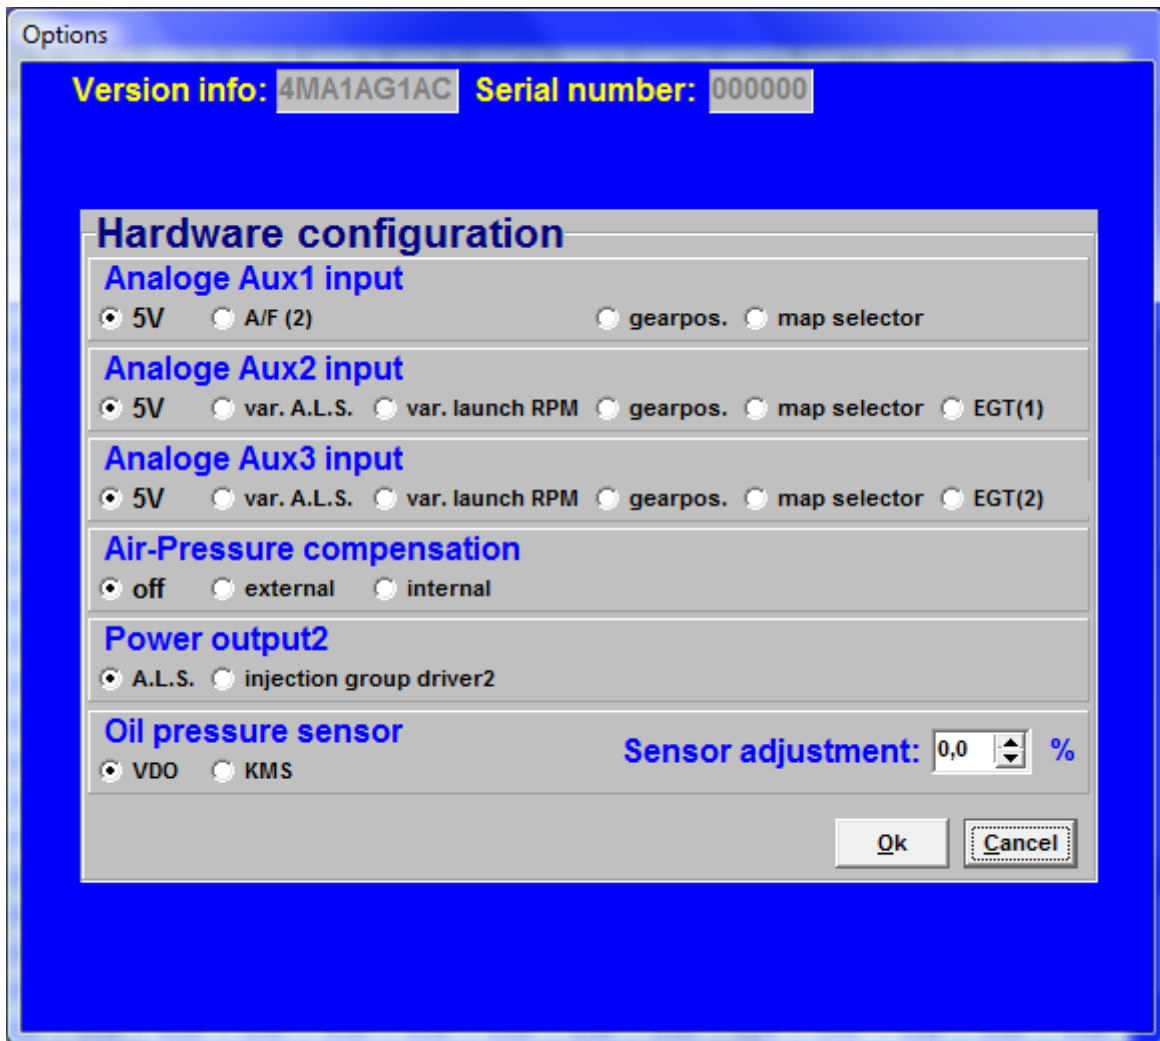 Options
Version info: 4MA1AG1AC Serial number: 000000
Hardware configuration
Analoge Aux1 input
5V A/F (2) gearpos. map selector
Analoge Aux2 input
5V var. A.L.S. var. launch RPM gearpos. map selector EGT(1)
Analoge Aux3 input
5V var. A.L.S. var. launch RPM gearpos. map selector EGT(2)
Air-Pressure compensation
off external internal
Power output2
A.L.S. injection group driver2
Oil pressure sensor
Sensor adjustment: 0,0 %
VDO KMS
Ok Cancel